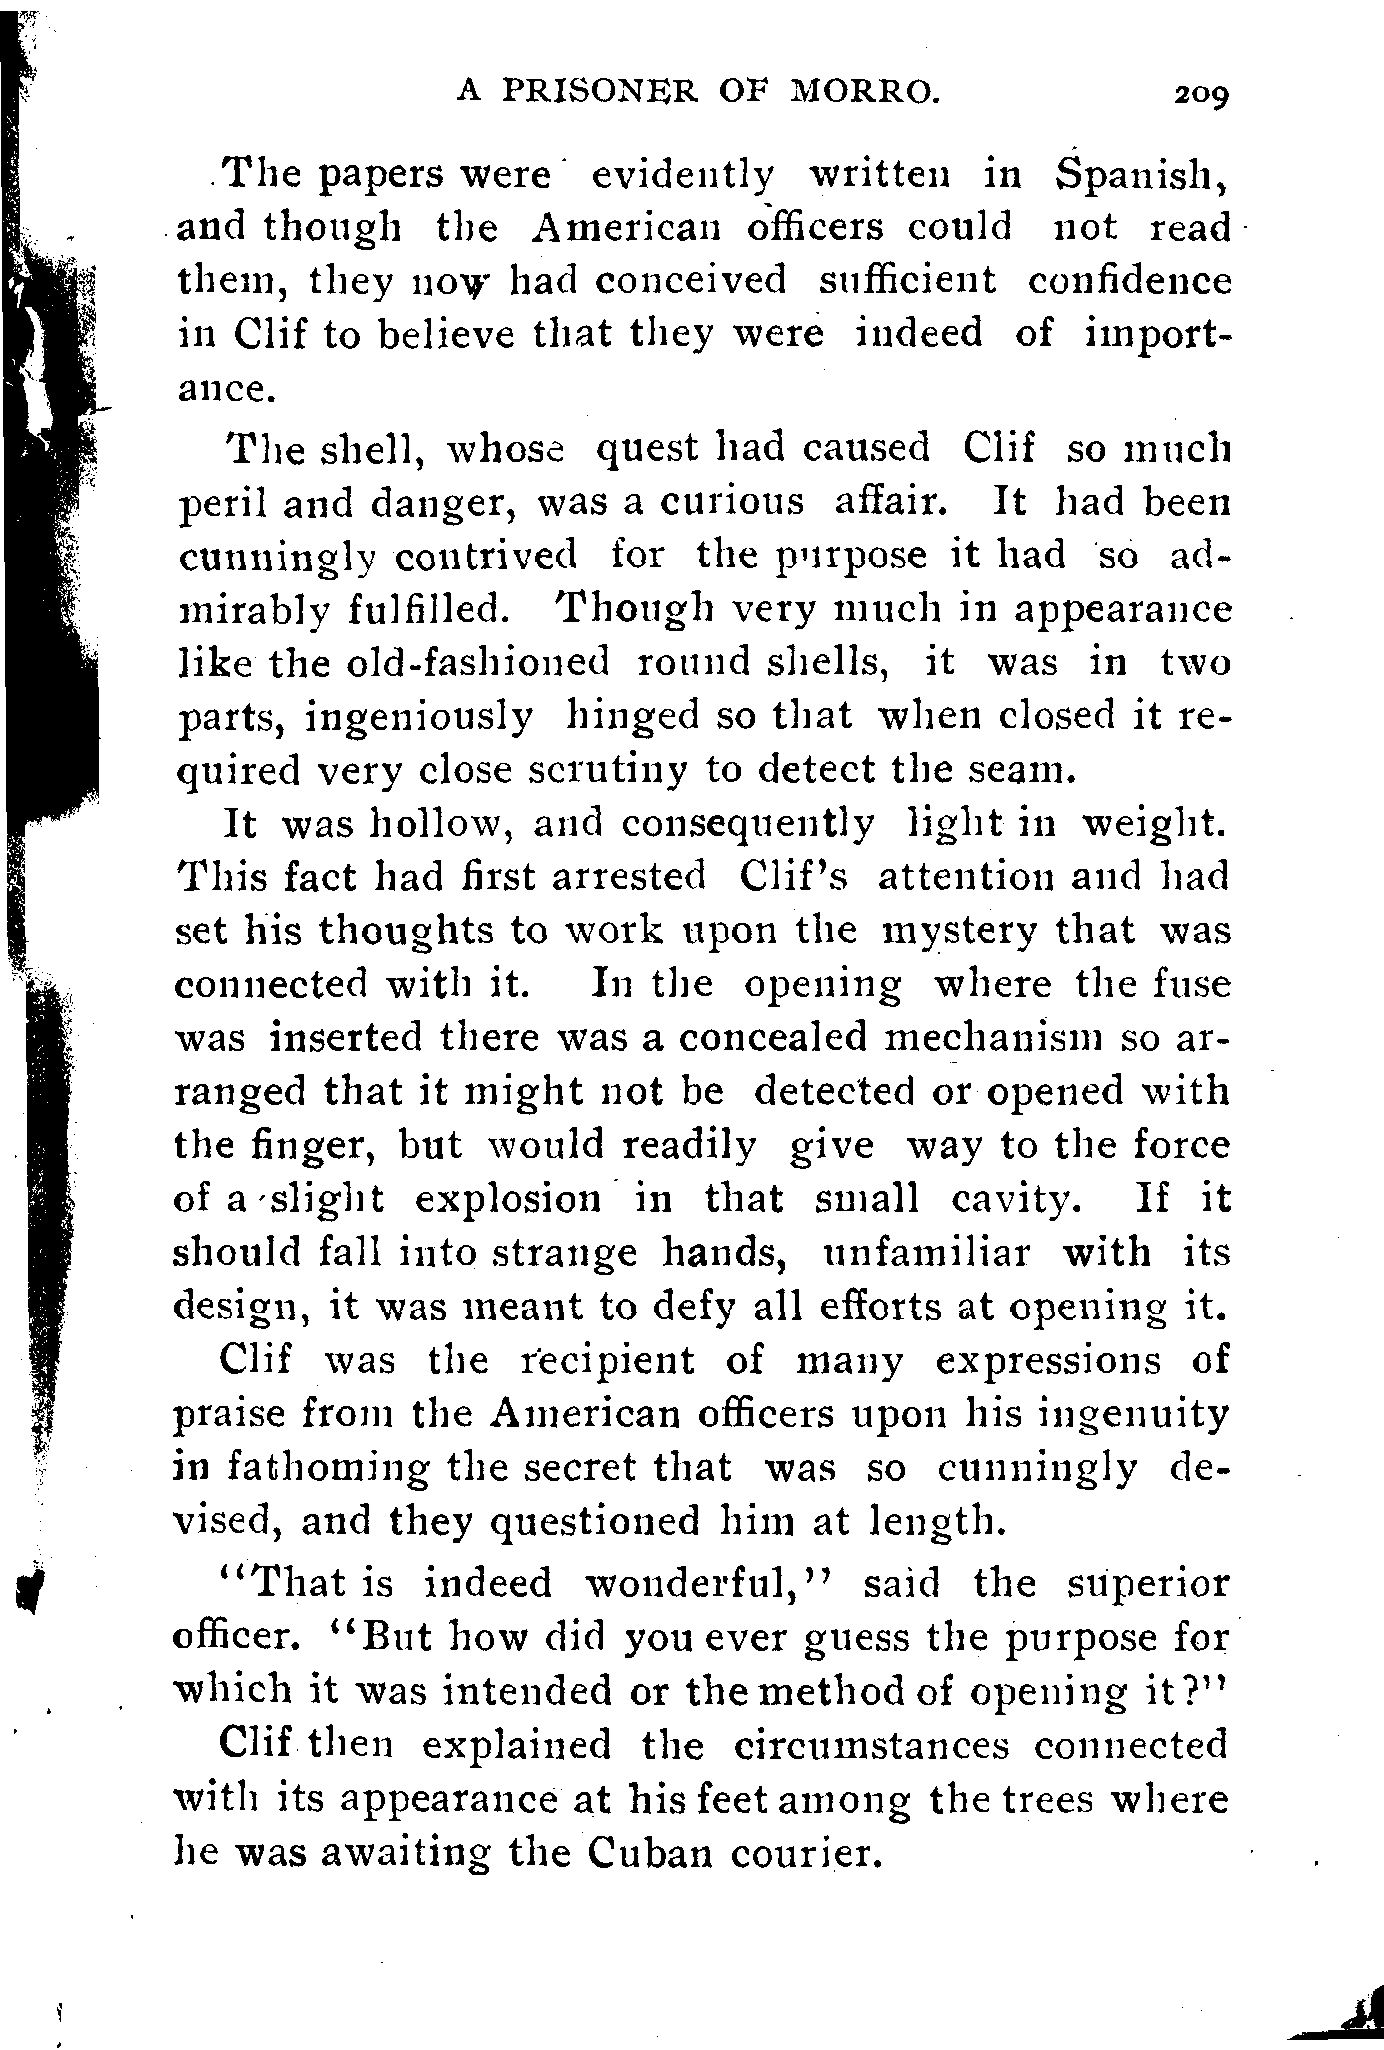 A PRISONER OF MORRO. 209
The papers were evidently written in Spanish,
and though the American officers could not read
them, they now had conceived sufficient confidence
in Clif to believe that they were indeed of import-
ance.
The shell, whose quest had caused Clif so much
peril and danger, was a curious affair. It had been
cunningly contrived for the purpose it had so ad-
mirably fulfilled. Though very much in appearance
like the old-fashioned round shells, it was in two
parts, ingeniously hinged so that when closed it re-
quired very close scrutiny to detect the seam.
It was hollow, and consequently light in weight.
This fact had first arrested Clif's attention and had
set his thoughts to work upon the mystery that was
connected with it. In the opening where the fuse
was inserted there was a concealed mechanism so ar-
ranged that it might not be detected or opened with
the finger, but would readily give way to the force
of a slight explosion in that small cavity. If it
should fall into strange hands, unfamiliar with its
design, it was meant to defy all efforts at opening it.
Clif was the recipient of many expressions of
praise from the American officers upon his ingenuity
in fathoming the secret that was so cunningly de-
vised, and they questioned him at length.
"That is indeed wonderful," said the superior
officer. "But how did you ever guess the purpose for
which it was intended or the method of opening it?"
Clif then explained the circumstances connected
with its appearance at his feet among the trees where
he was awaiting the Cuban courier.